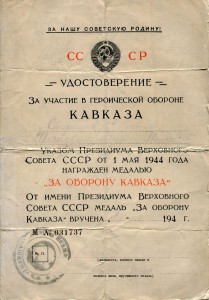 ЗА НАШУ СОВЕТСКУЮ РОДИНУ!
СС СР
УДОСТОВЕРЕНИЕ
ЗА УЧАСТИЕ В ГЕРОИЧЕСКОЙ ОБОРОНЕ
КАВКАЗА
УКАЗОМ ПРЕЗИДИУМА ВЕРХОВНОГО
СОВЕТА СССР ОТ 1 МАЯ 1944 ГОДА
НАГРАЖДЕН МЕДАЛЬЮ
„ЗА ОБОРОНУ КАВКАЗА"
ОТ ИМЕНИ ПРЕЗИДИУМА ВЕРХОВНОГО
СОВЕТА СССР МЕДАЛЬ „ЗА ОБОРОНУ
КАВКАЗА" ВРУЧЕНА „ " 194 Г.
М № 031737